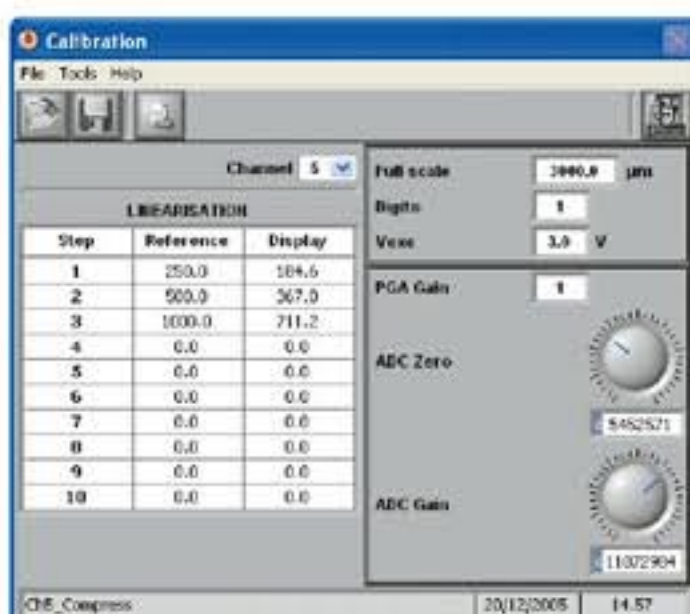 Calibration
File Tools Help
Channel 5
LINEARISATION
Step Reference Display
1 250.0 184.6
2 500.0 367.0
3 1000.0 711.2
4 0.0 0.0
5 0.0 0.0
6 0.0 0.0
7 0.0 0.0
8 0.0 0.0
9 0.0 0.0
10 0.0 0.0
Full scale 3000.0 µm
Digits 1
Vexe 3.0 V
PGA Gain 1
ADC Zero
5452571
ADC Gain
11072984
Ch5_Compress 20/12/2005 14.57